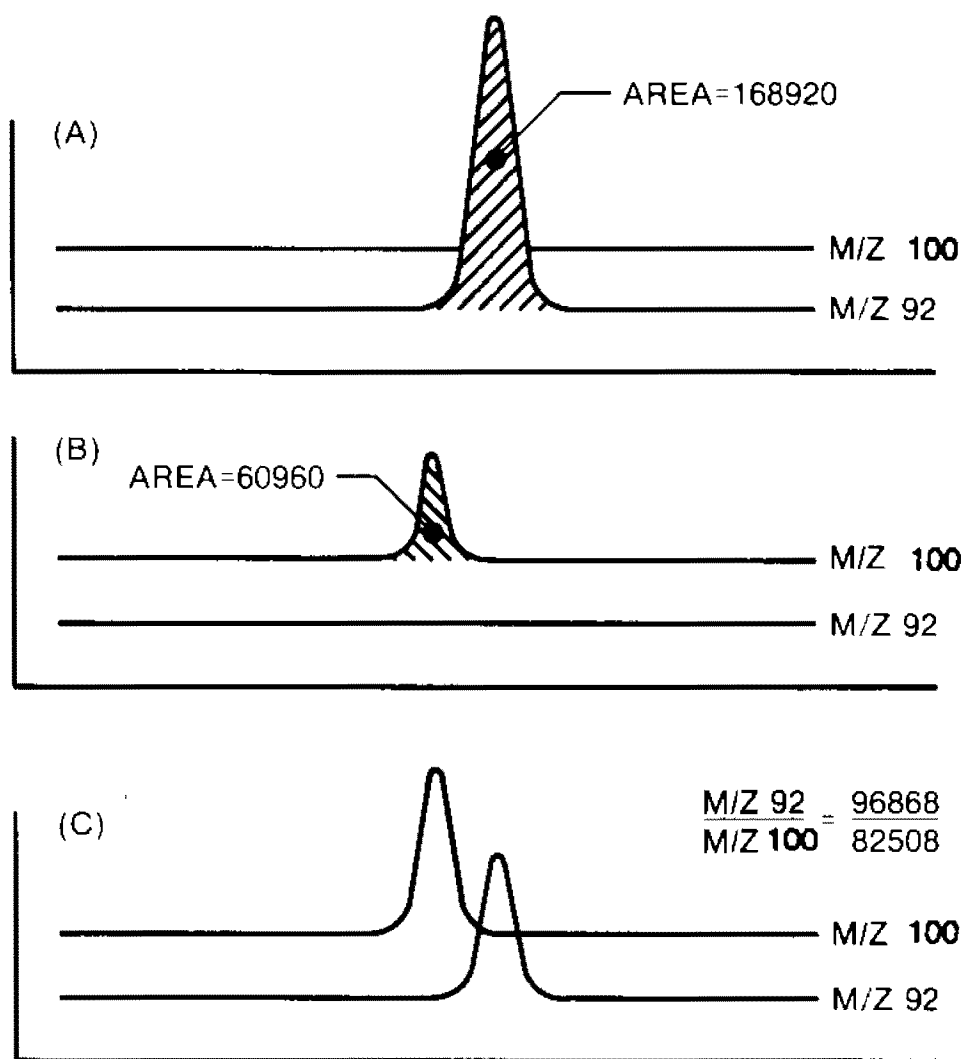 (A)
AREA=168920
M/Z 100
M/Z 92
(B)
AREA=60960
M/Z 100
M/Z 92
(C)
M/Z 92 = 96868
M/Z 100 82508
M/Z 100
M/Z 92